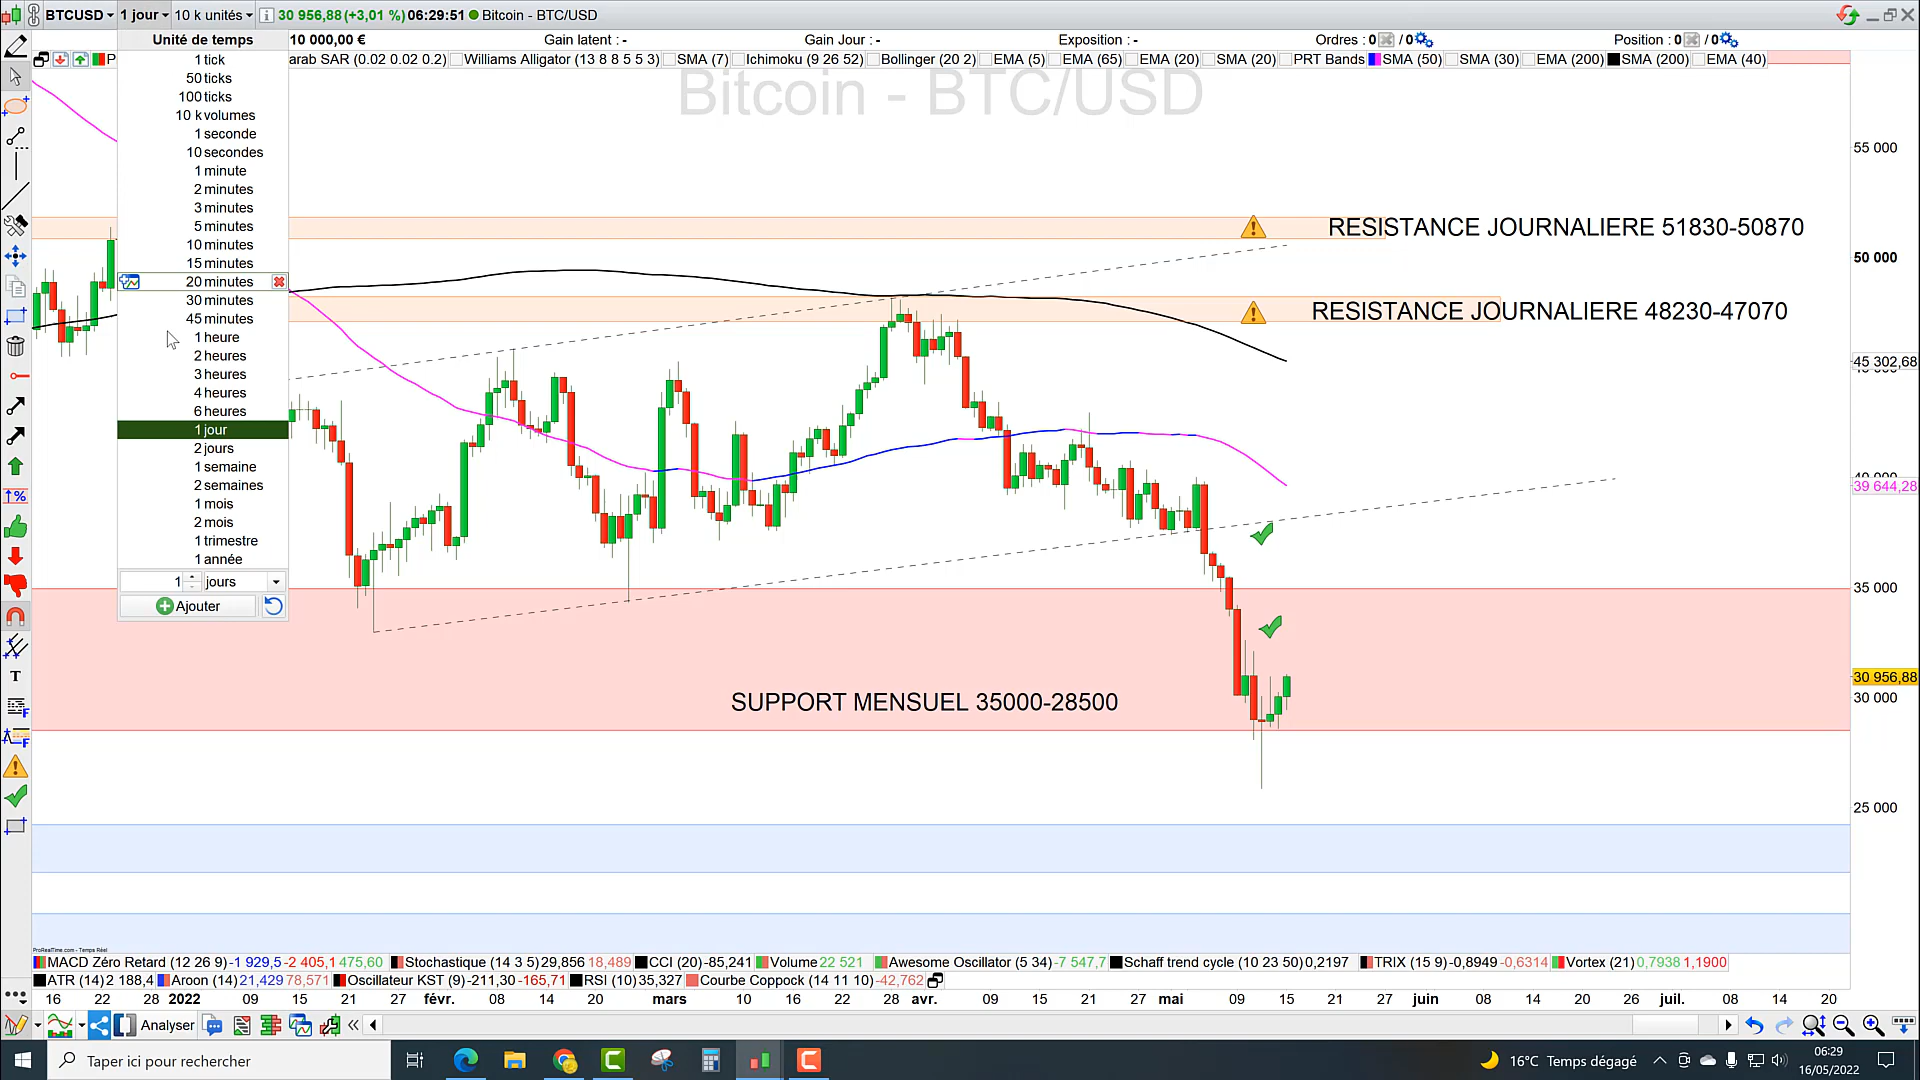 BTCUSD 1 jour 10 k unités 30 956,88 (+3,01 %) 06:29:51 Bitcoin - BTC/USD
Unité de temps 10 000,00 € Gain latent : - Gain Jour : - Exposition : - Ordres : 0 / 0 Position : 0 / 0
P arab SAR (0.02 0.02 0.2) Williams Alligator (13 8 8 5 5 3) SMA (7) Ichimoku (9 26 52) Bollinger (20 2) EMA (5) EMA (65) EMA (20) SMA (20) PRT Bands SMA (50) SMA (30) EMA (200) SMA (200) EMA (40)
Bitcoin - BTC/USD
1 tick
50 ticks
100 ticks
10 k volumes
1 seconde
10 secondes
1 minute
2 minutes
3 minutes
5 minutes
10 minutes
15 minutes
20 minutes
30 minutes
45 minutes
1 heure
2 heures
3 heures
4 heures
6 heures
1 jour
2 jours
1 semaine
2 semaines
1 mois
2 mois
1 trimestre
1 année
1 jours
Ajouter
RESISTANCE JOURNALIERE 51830-50870
RESISTANCE JOURNALIERE 48230-47070
SUPPORT MENSUEL 35000-28500
55 000
50 000
45 302,68
39 644,28
35 000
30 956,88
30 000
25 000
ProRealTime.com - Temps Réel
MACD Zéro Retard (12 26 9) -1 929,5 -2 405,1 475,60 Stochastique (14 3 5) 29,856 18,489 CCI (20) -85,241 Volume 22 521 Awesome Oscillator (5 34) -7 547,7 Schaff trend cycle (10 23 50) 0,2197 TRIX (15 9) -0,8949 -0,6314 Vortex (21) 0,7938 1,1900
ATR (14) 2 188,4 Aroon (14) 21,429 78,571 Oscillateur KST (9) -211,30 -165,71 RSI (10) 35,327 Courbe Coppock (14 11 10) -42,762
16 22 28 2022 09 15 21 27 févr. 08 14 20 mars 10 16 22 28 avr. 09 15 21 27 mai 09 15 21 27 juin 08 14 20 26 juil. 08 14 20
Analyser
Taper ici pour rechercher
16°C Temps dégagé
06:29
16/05/2022